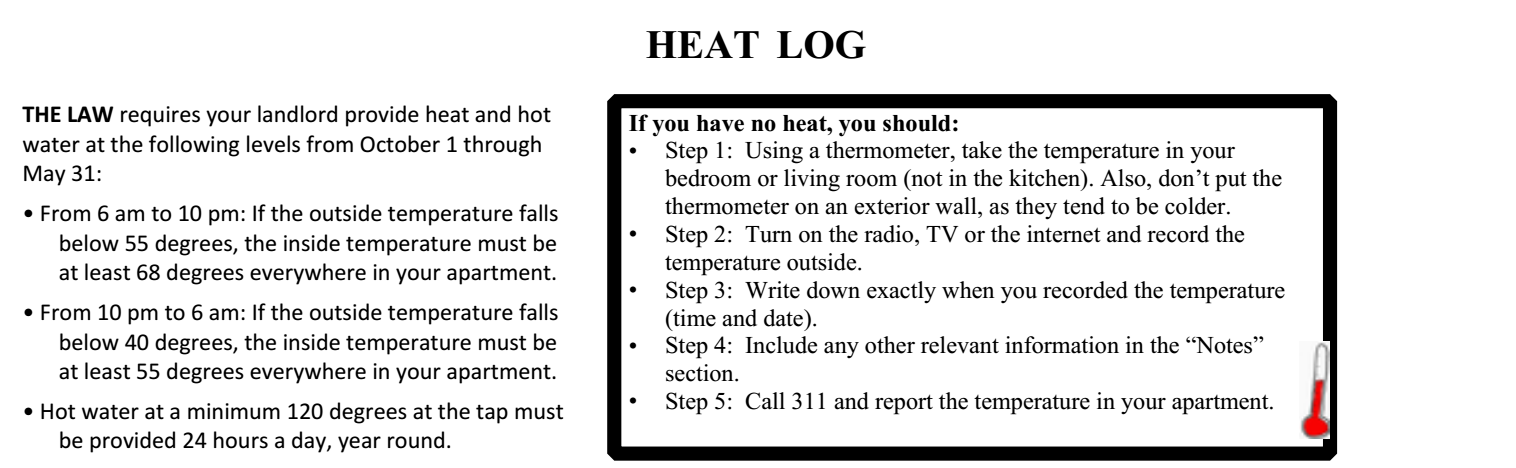 HEAT LOG
THE LAW requires your landlord provide heat and hot
water at the following levels from October 1 through
May 31:
• From 6 am to 10 pm: If the outside temperature falls
below 55 degrees, the inside temperature must be
at least 68 degrees everywhere in your apartment.
• From 10 pm to 6 am: If the outside temperature falls
below 40 degrees, the inside temperature must be
at least 55 degrees everywhere in your apartment.
• Hot water at a minimum 120 degrees at the tap must
be provided 24 hours a day, year round.
If you have no heat, you should:
• Step 1: Using a thermometer, take the temperature in your
bedroom or living room (not in the kitchen). Also, don’t put the
thermometer on an exterior wall, as they tend to be colder.
• Step 2: Turn on the radio, TV or the internet and record the
temperature outside.
• Step 3: Write down exactly when you recorded the temperature
(time and date).
• Step 4: Include any other relevant information in the “Notes”
section.
• Step 5: Call 311 and report the temperature in your apartment.